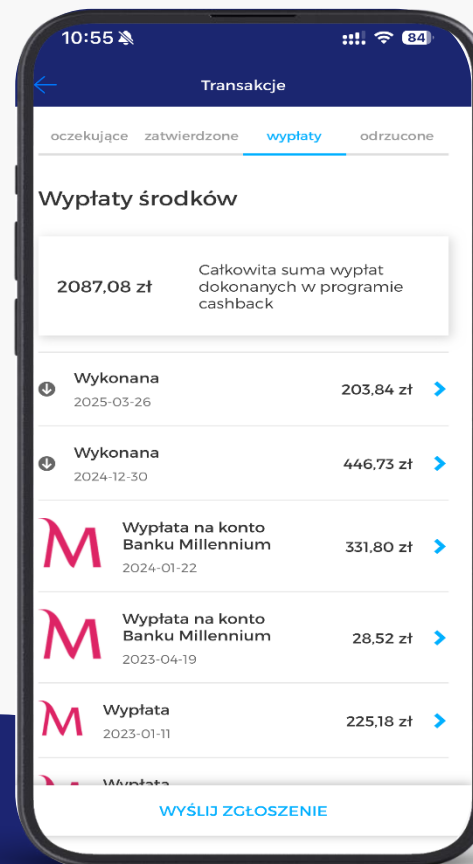 10:55
84
Transakcje
oczekujące zatwierdzone wypłaty odrzucone
Wypłaty środków
2087,08 zł
Całkowita suma wypłat
dokonanych w programie
cashback
Wykonana
2025-03-26
203,84 zł
Wykonana
2024-12-30
446,73 zł
Wypłata na konto
Banku Millennium
2024-01-22
331,80 zł
Wypłata na konto
Banku Millennium
2023-04-19
28,52 zł
Wypłata
2023-01-11
225,18 zł
Wypłata
WYŚLIJ ZGŁOSZENIE